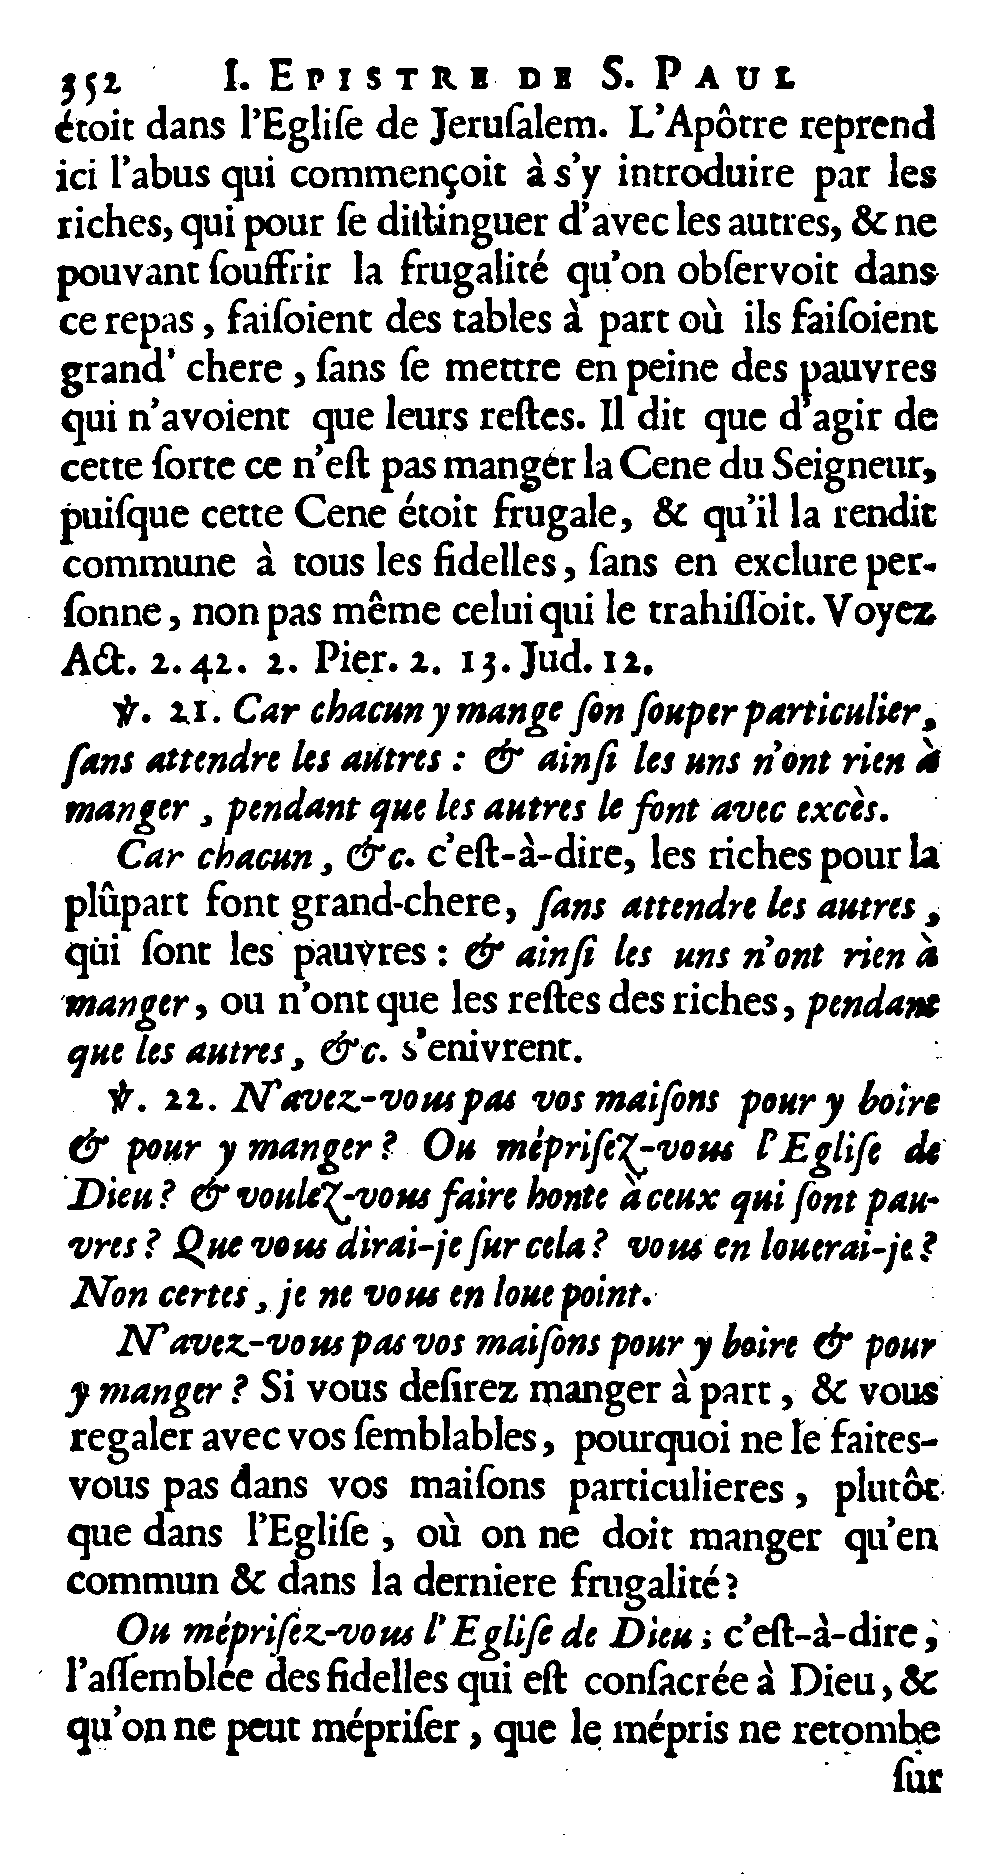 352 I. EPISTRE DE S. PAUL
étoit dans l'Egliſe de Jeruſalem. L'Apôtre reprend
ici l'abus qui commençoit à s'y introduire par les
riches, qui pour ſe diſtinguer d'avec les autres, & ne
pouvant ſouffrir la frugalité qu'on obſervoit dans
ce repas, faiſoient des tables à part où ils faiſoient
grand' chere, ſans ſe mettre en peine des pauvres
qui n'avoient que leurs reſtes. Il dit que d'agir de
cette ſorte ce n'eſt pas manger la Cene du Seigneur,
puiſque cette Cene étoit frugale, & qu'il la rendit
commune à tous les fidelles, ſans en exclure per-
ſonne, non pas même celui qui le trahiſſoit. Voyez
Act. 2. 42. 2. Pier. 2. 13. Jud. 12.
℣. 21. Car chacun y mange ſon ſouper particulier,
ſans attendre les autres : & ainſi les uns n'ont rien à
manger, pendant que les autres le font avec excès.
Car chacun, &c. c'eſt-à-dire, les riches pour la
plûpart font grand-chere, ſans attendre les autres,
qui ſont les pauvres : & ainſi les uns n'ont rien à
manger, ou n'ont que les reſtes des riches, pendant
que les autres, &c. s'enivrent.
℣. 22. N'avez-vous pas vos maiſons pour y boire
& pour y manger ? Ou mépriſez-vous l'Egliſe de
Dieu ? & voulez-vous faire honte à ceux qui ſont pau-
vres ? Que vous dirai-je ſur cela ? vous en louerai-je ?
Non certes, je ne vous en loue point.
N'avez-vous pas vos maiſons pour y boire & pour
y manger ? Si vous deſirez manger à part, & vous
regaler avec vos ſemblables, pourquoi ne le faites-
vous pas dans vos maiſons particulieres, plutôt
que dans l'Egliſe, où on ne doit manger qu'en
commun & dans la derniere frugalité ?
Ou mépriſez-vous l'Egliſe de Dieu ; c'eſt-à-dire,
l'aſſemblée des fidelles qui eſt conſacrée à Dieu, &
qu'on ne peut mépriſer, que le mépris ne retombe
ſur